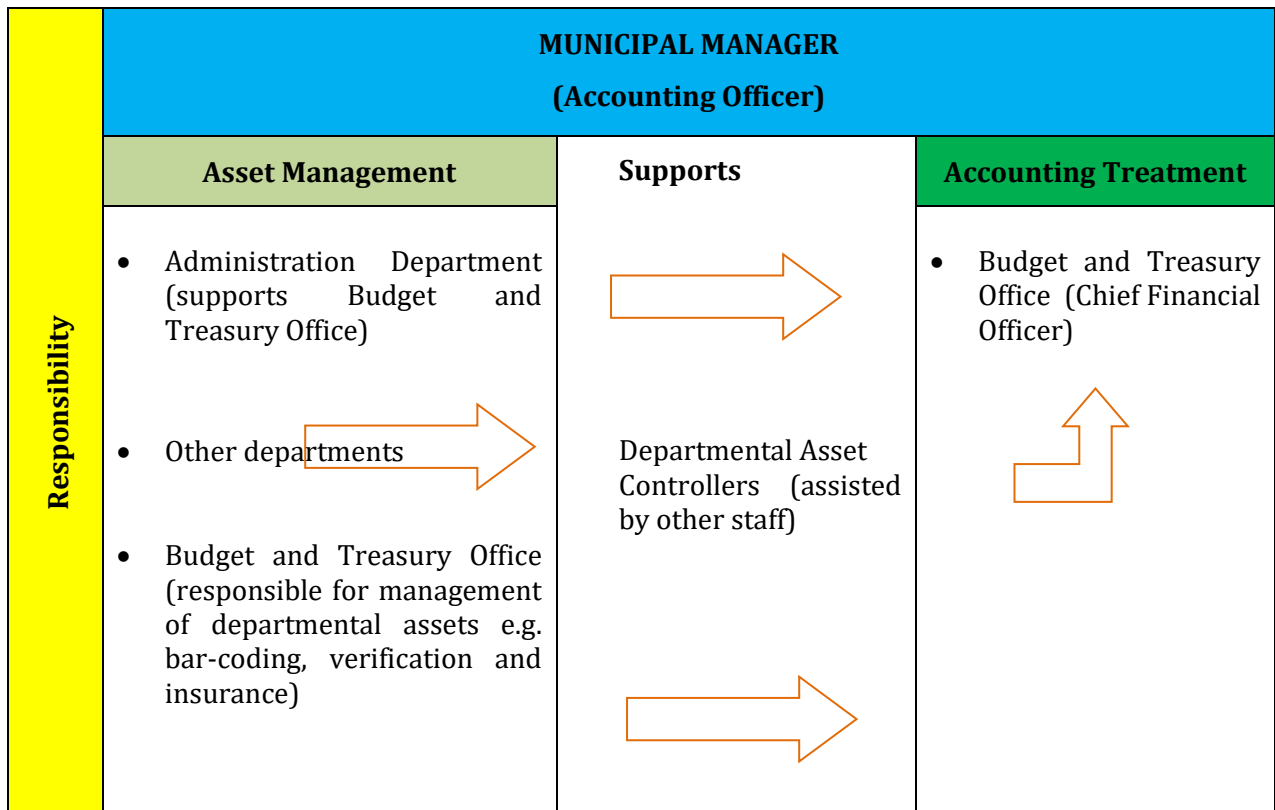 MUNICIPAL MANAGER
(Accounting Officer)
Responsibility
Asset Management
Supports
Accounting Treatment
• Administration Department
(supports Budget and
Treasury Office)
• Other departments
• Budget and Treasury Office
(responsible for management
of departmental assets e.g.
bar-coding, verification and
insurance)
Departmental Asset
Controllers (assisted
by other staff)
• Budget and Treasury
Office (Chief Financial
Officer)